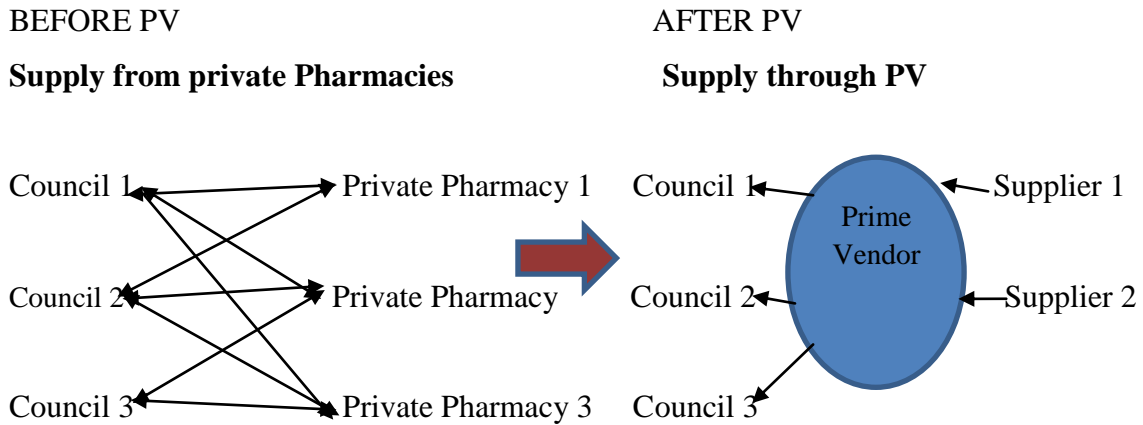 BEFORE PV
AFTER PV
Supply from private Pharmacies
Supply through PV
Council 1
Private Pharmacy 1
Council 1
Prime
Vendor
Supplier 1
Council 2
Private Pharmacy
Council 2
Supplier 2
Council 3
Private Pharmacy 3
Council 3